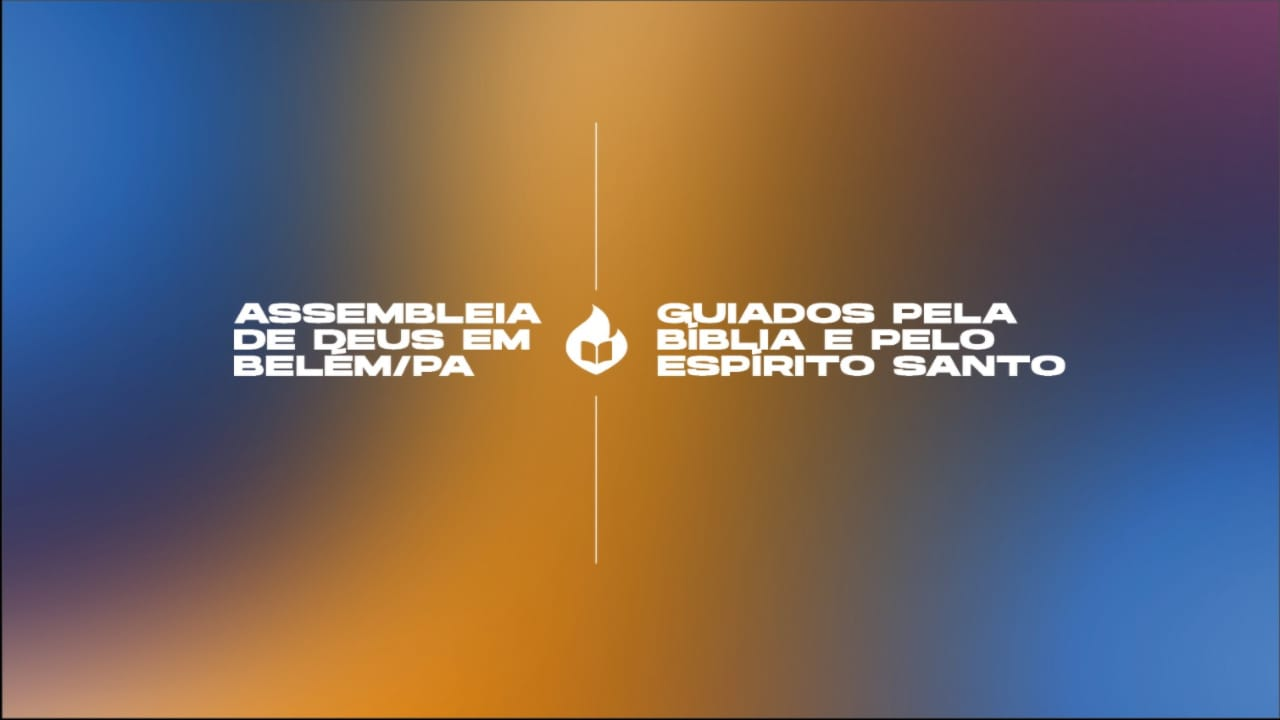 ASSEMBLEIA
DE DEUS EM
BELÉM/PA
GUIADOS PELA
BÍBLIA E PELO
ESPÍRITO SANTO